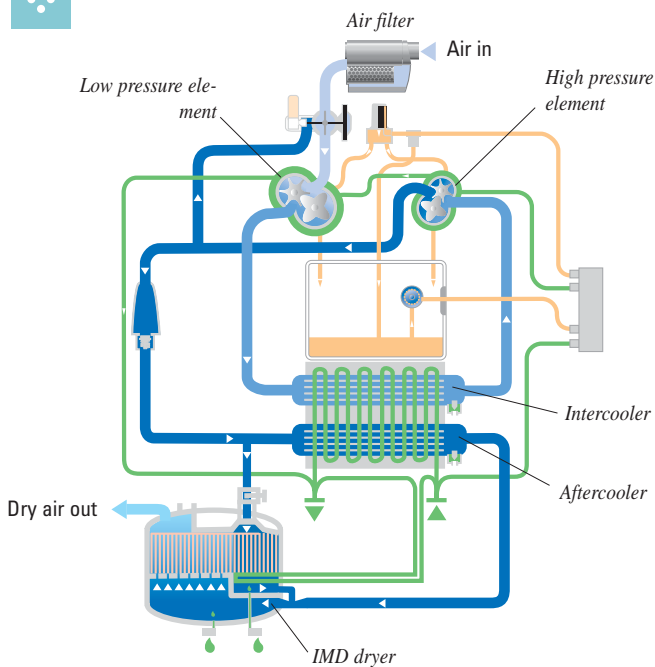 Air filter
Air in
Low pressure ele-
ment
High pressure
element
Intercooler
Aftercooler
Dry air out
IMD dryer